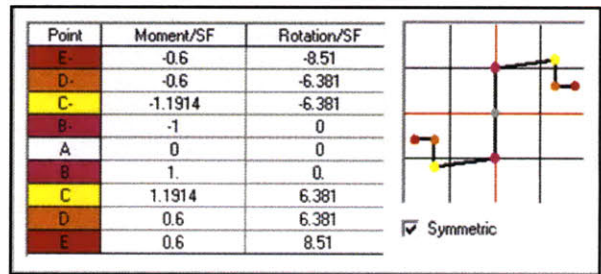 Point Moment/SF Rotation/SF
E- -0.6 -8.51
D- -0.6 -6.381
C- -1.1914 -6.381
B- -1 0
A 0 0
B 1. 0.
C 1.1914 6.381
D 0.6 6.381
E 0.6 8.51
Symmetric